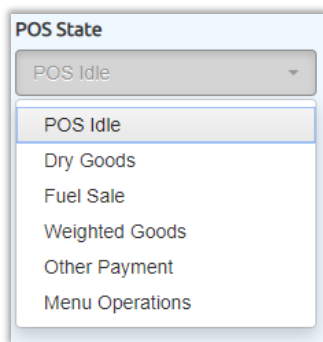 POS State
POS Idle
POS Idle
Dry Goods
Fuel Sale
Weighted Goods
Other Payment
Menu Operations